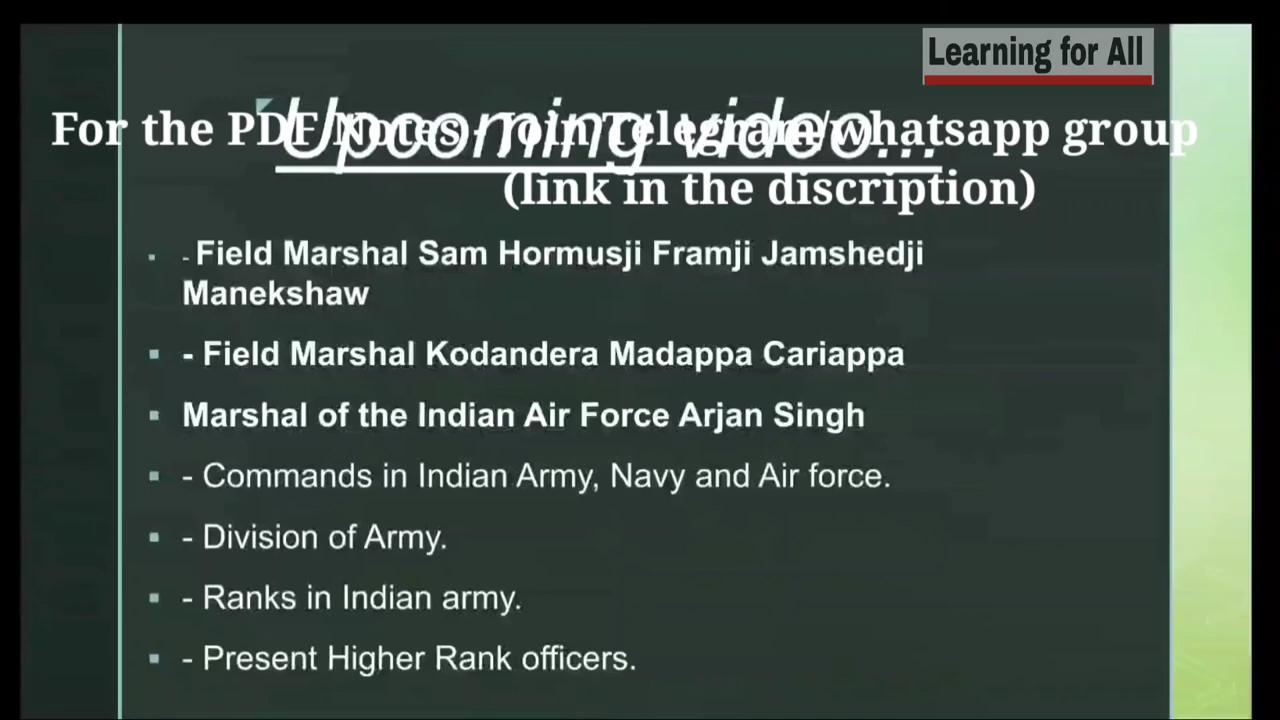 Learning for All
Upcoming video...
For the PDF Notes - Join Telegram/whatsapp group
(link in the discription)
▪ - Field Marshal Sam Hormusji Framji Jamshedji
Manekshaw
▪ - Field Marshal Kodandera Madappa Cariappa
▪ Marshal of the Indian Air Force Arjan Singh
▪ - Commands in Indian Army, Navy and Air force.
▪ - Division of Army.
▪ - Ranks in Indian army.
▪ - Present Higher Rank officers.